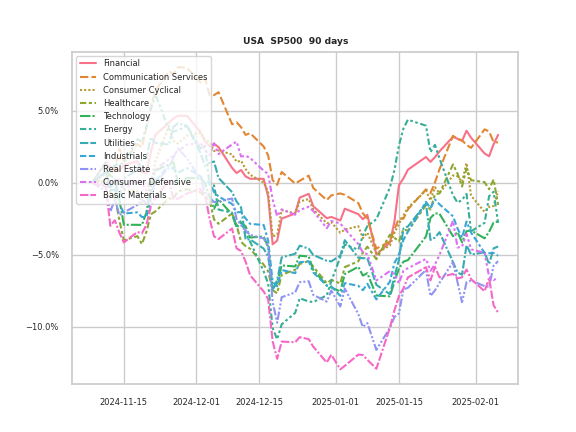 USA  SP500  90 days
Financial
Communication Services
Consumer Cyclical
Healthcare
Technology
Energy
Utilities
Industrials
Real Estate
Consumer Defensive
Basic Materials
5.0%
0.0%
−5.0%
−10.0%
2024-11-15
2024-12-01
2024-12-15
2025-01-01
2025-01-15
2025-02-01